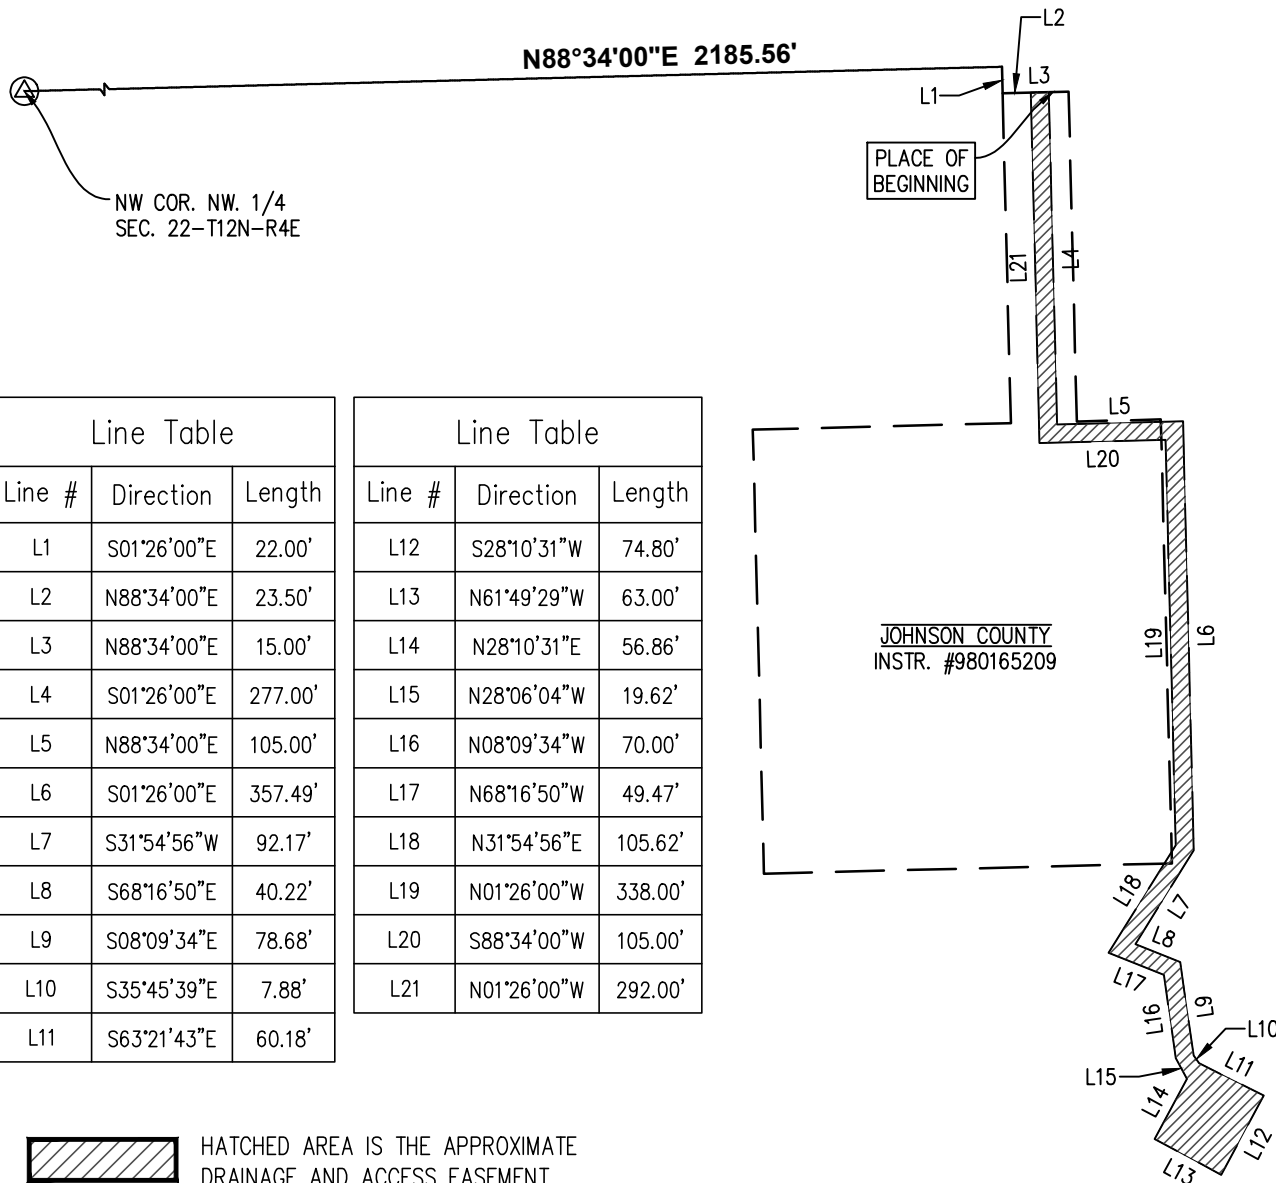 N88°34'00"E 2185.56'
L2
L3
L1
PLACE OF
BEGINNING
NW COR. NW. 1/4
SEC. 22-T12N-R4E
L21
L4
L5
L20
JOHNSON COUNTY
INSTR. #980165209
L19
L6
L18
L7
L8
L17
L16
L9
L10
L15
L11
L14
L12
L13
Line Table
Line # Direction Length
L1 S01°26'00"E 22.00'
L2 N88°34'00"E 23.50'
L3 N88°34'00"E 15.00'
L4 S01°26'00"E 277.00'
L5 N88°34'00"E 105.00'
L6 S01°26'00"E 357.49'
L7 S31°54'56"W 92.17'
L8 S68°16'50"E 40.22'
L9 S08°09'34"E 78.68'
L10 S35°45'39"E 7.88'
L11 S63°21'43"E 60.18'
Line Table
Line # Direction Length
L12 S28°10'31"W 74.80'
L13 N61°49'29"W 63.00'
L14 N28°10'31"E 56.86'
L15 N28°06'04"W 19.62'
L16 N08°09'34"W 70.00'
L17 N68°16'50"W 49.47'
L18 N31°54'56"E 105.62'
L19 N01°26'00"W 338.00'
L20 S88°34'00"W 105.00'
L21 N01°26'00"W 292.00'
HATCHED AREA IS THE APPROXIMATE
DRAINAGE AND ACCESS EASEMENT